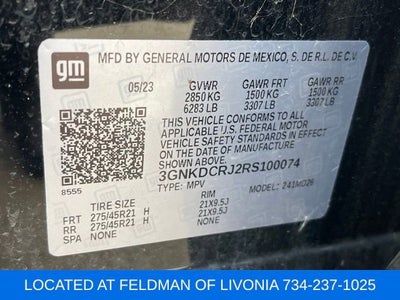 gm
MFD BY GENERAL MOTORS DE MEXICO, S. DE R.L. DE C.V.
05/23 GVWR GAWR FRT GAWR RR
2850 KG 1500 KG 1500 KG
6283 LB 3307 LB 3307 LB
THIS VEHICLE CONFORMS TO ALL APPLICABLE
U.S. FEDERAL MOTOR VEHICLE SAFETY
STANDARDS IN EFFECT ON THE DATE OF MANUFACTURE
SHOWN ABOVE.
3GNKDCRJ2RS100074
8555 TYPE: MPV MODEL: 241MD26
TIRE SIZE RIM
FRT 275/45R21 H 21X9.5J
RR 275/45R21 H 21X9.5J
SPA NONE NONE
LOCATED AT FELDMAN OF LIVONIA 734-237-1025